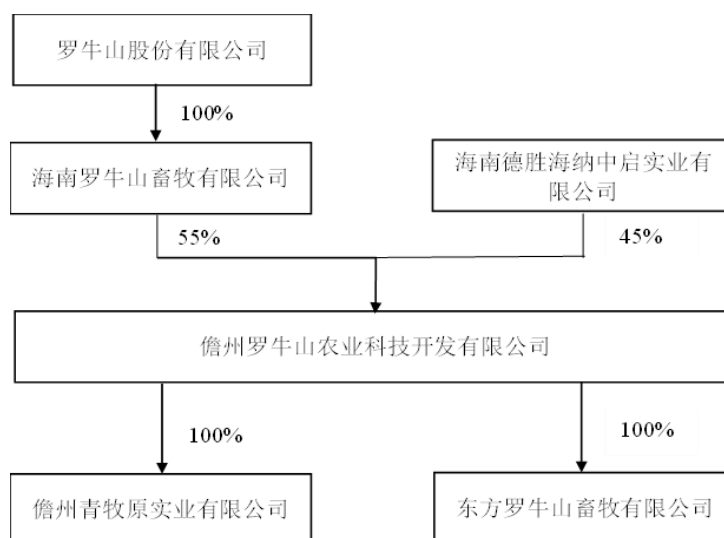 罗牛山股份有限公司
100%
海南罗牛山畜牧有限公司
海南德胜海纳中启实业有
限公司
55%
45%
儋州罗牛山农业科技开发有限公司
100%
100%
儋州青牧原实业有限公司
东方罗牛山畜牧有限公司